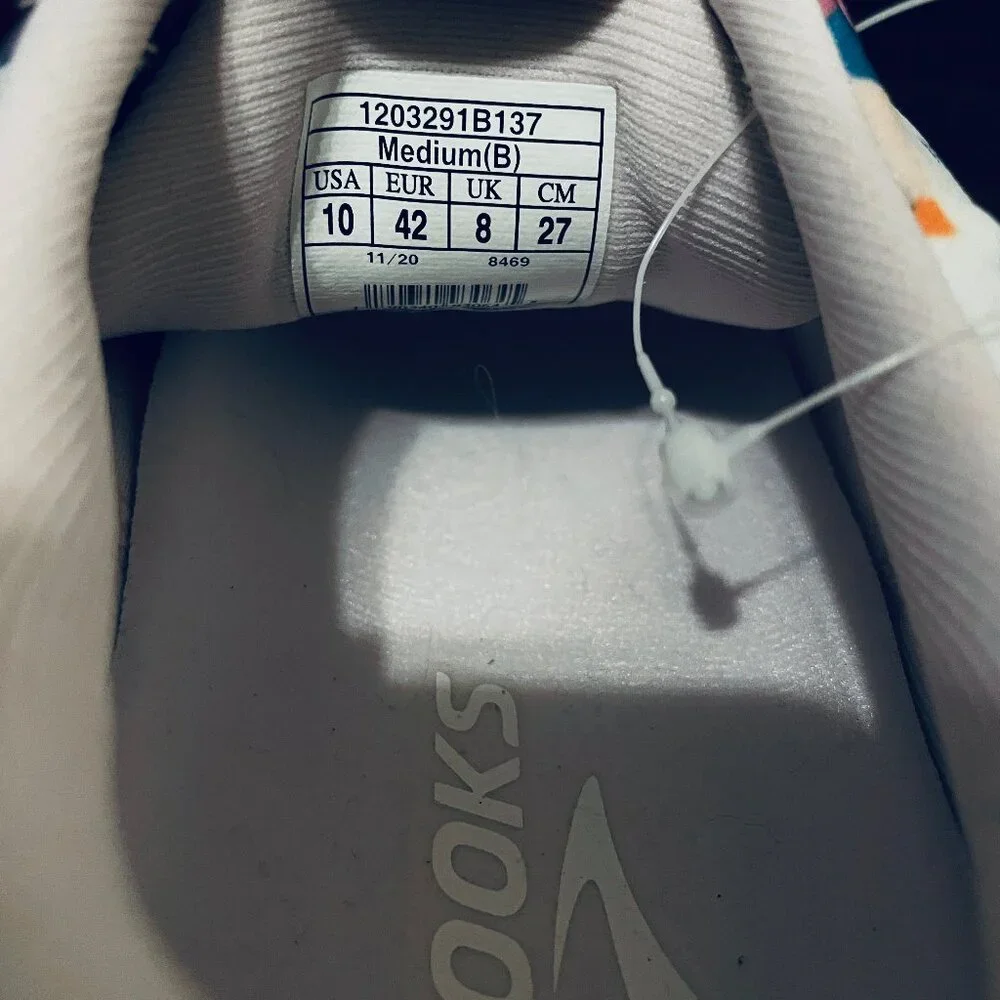 1203291B137
Medium(B)
USA EUR UK CM
10 42 8 27
11/20 8469
OOKS